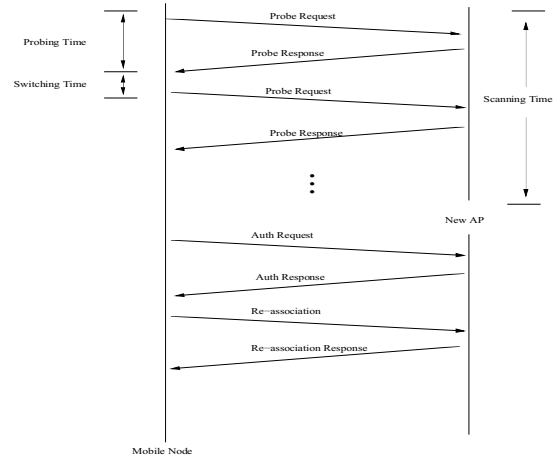 Probe Request
Probing Time
Probe Response
Switching Time
Probe Request
Scanning Time
Probe Response
New AP
Auth Request
Auth Response
Re-association
Re-association Response
Mobile Node